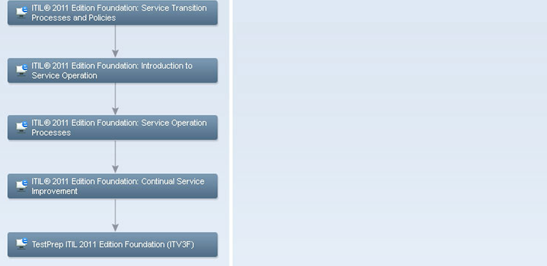 ITIL® 2011 Edition Foundation: Service Transition
Processes and Policies
ITIL® 2011 Edition Foundation: Introduction to
Service Operation
ITIL® 2011 Edition Foundation: Service Operation
Processes
ITIL® 2011 Edition Foundation: Continual Service
Improvement
TestPrep ITIL 2011 Edition Foundation (ITV3F)